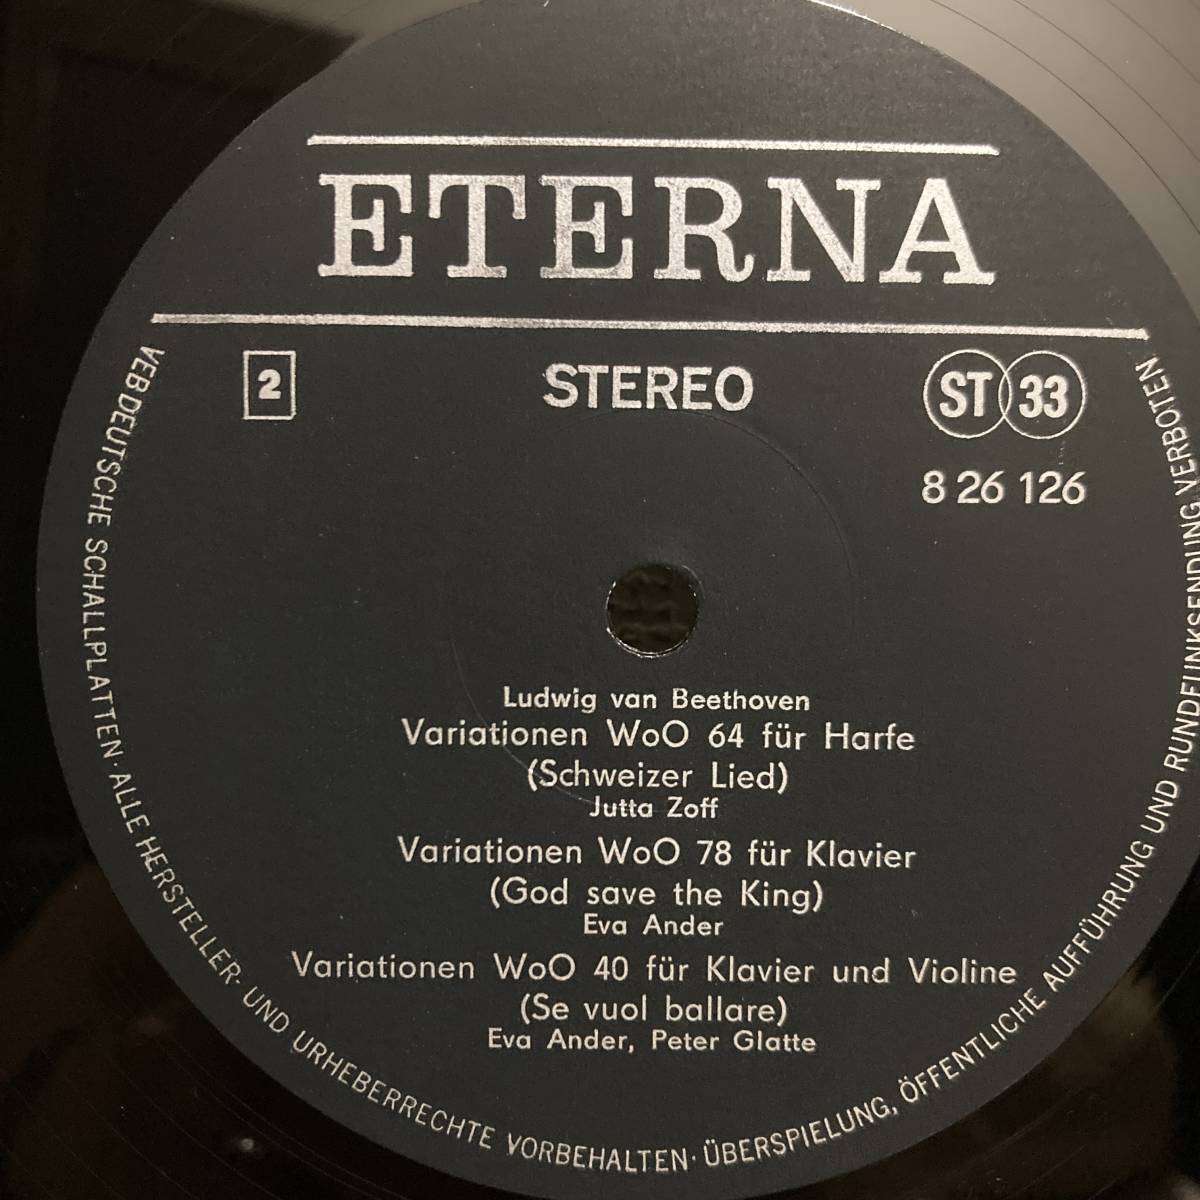 ETERNA
2
STEREO
ST 33
8 26 126
Ludwig van Beethoven
Variationen WoO 64 für Harfe
(Schweizer Lied)
Jutta Zoff
Variationen WoO 78 für Klavier
(God save the King)
Eva Ander
Variationen WoO 40 für Klavier und Violine
(Se vuol ballare)
Eva Ander, Peter Glatte
VEB DEUTSCHE SCHALLPLATTEN · ALLE HERSTELLER- UND URHEBERRECHTE VORBEHALTEN · ÜBERSPIELUNG, ÖFFENTLICHE AUFFÜHRUNG UND RUNDFUNKSENDUNG VERBOTEN